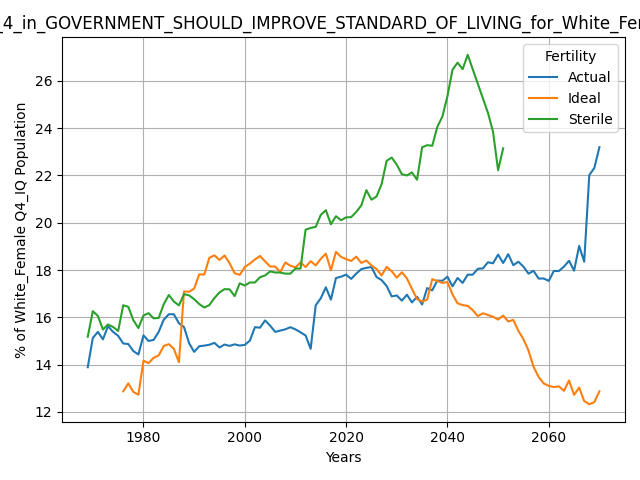 _4_in_GOVERNMENT_SHOULD_IMPROVE_STANDARD_OF_LIVING_for_White_Fem
Fertility
Actual
Ideal
Sterile
% of White_Female Q4_IQ Population
26
24
22
20
18
16
14
12
1980
2000
2020
2040
2060
Years